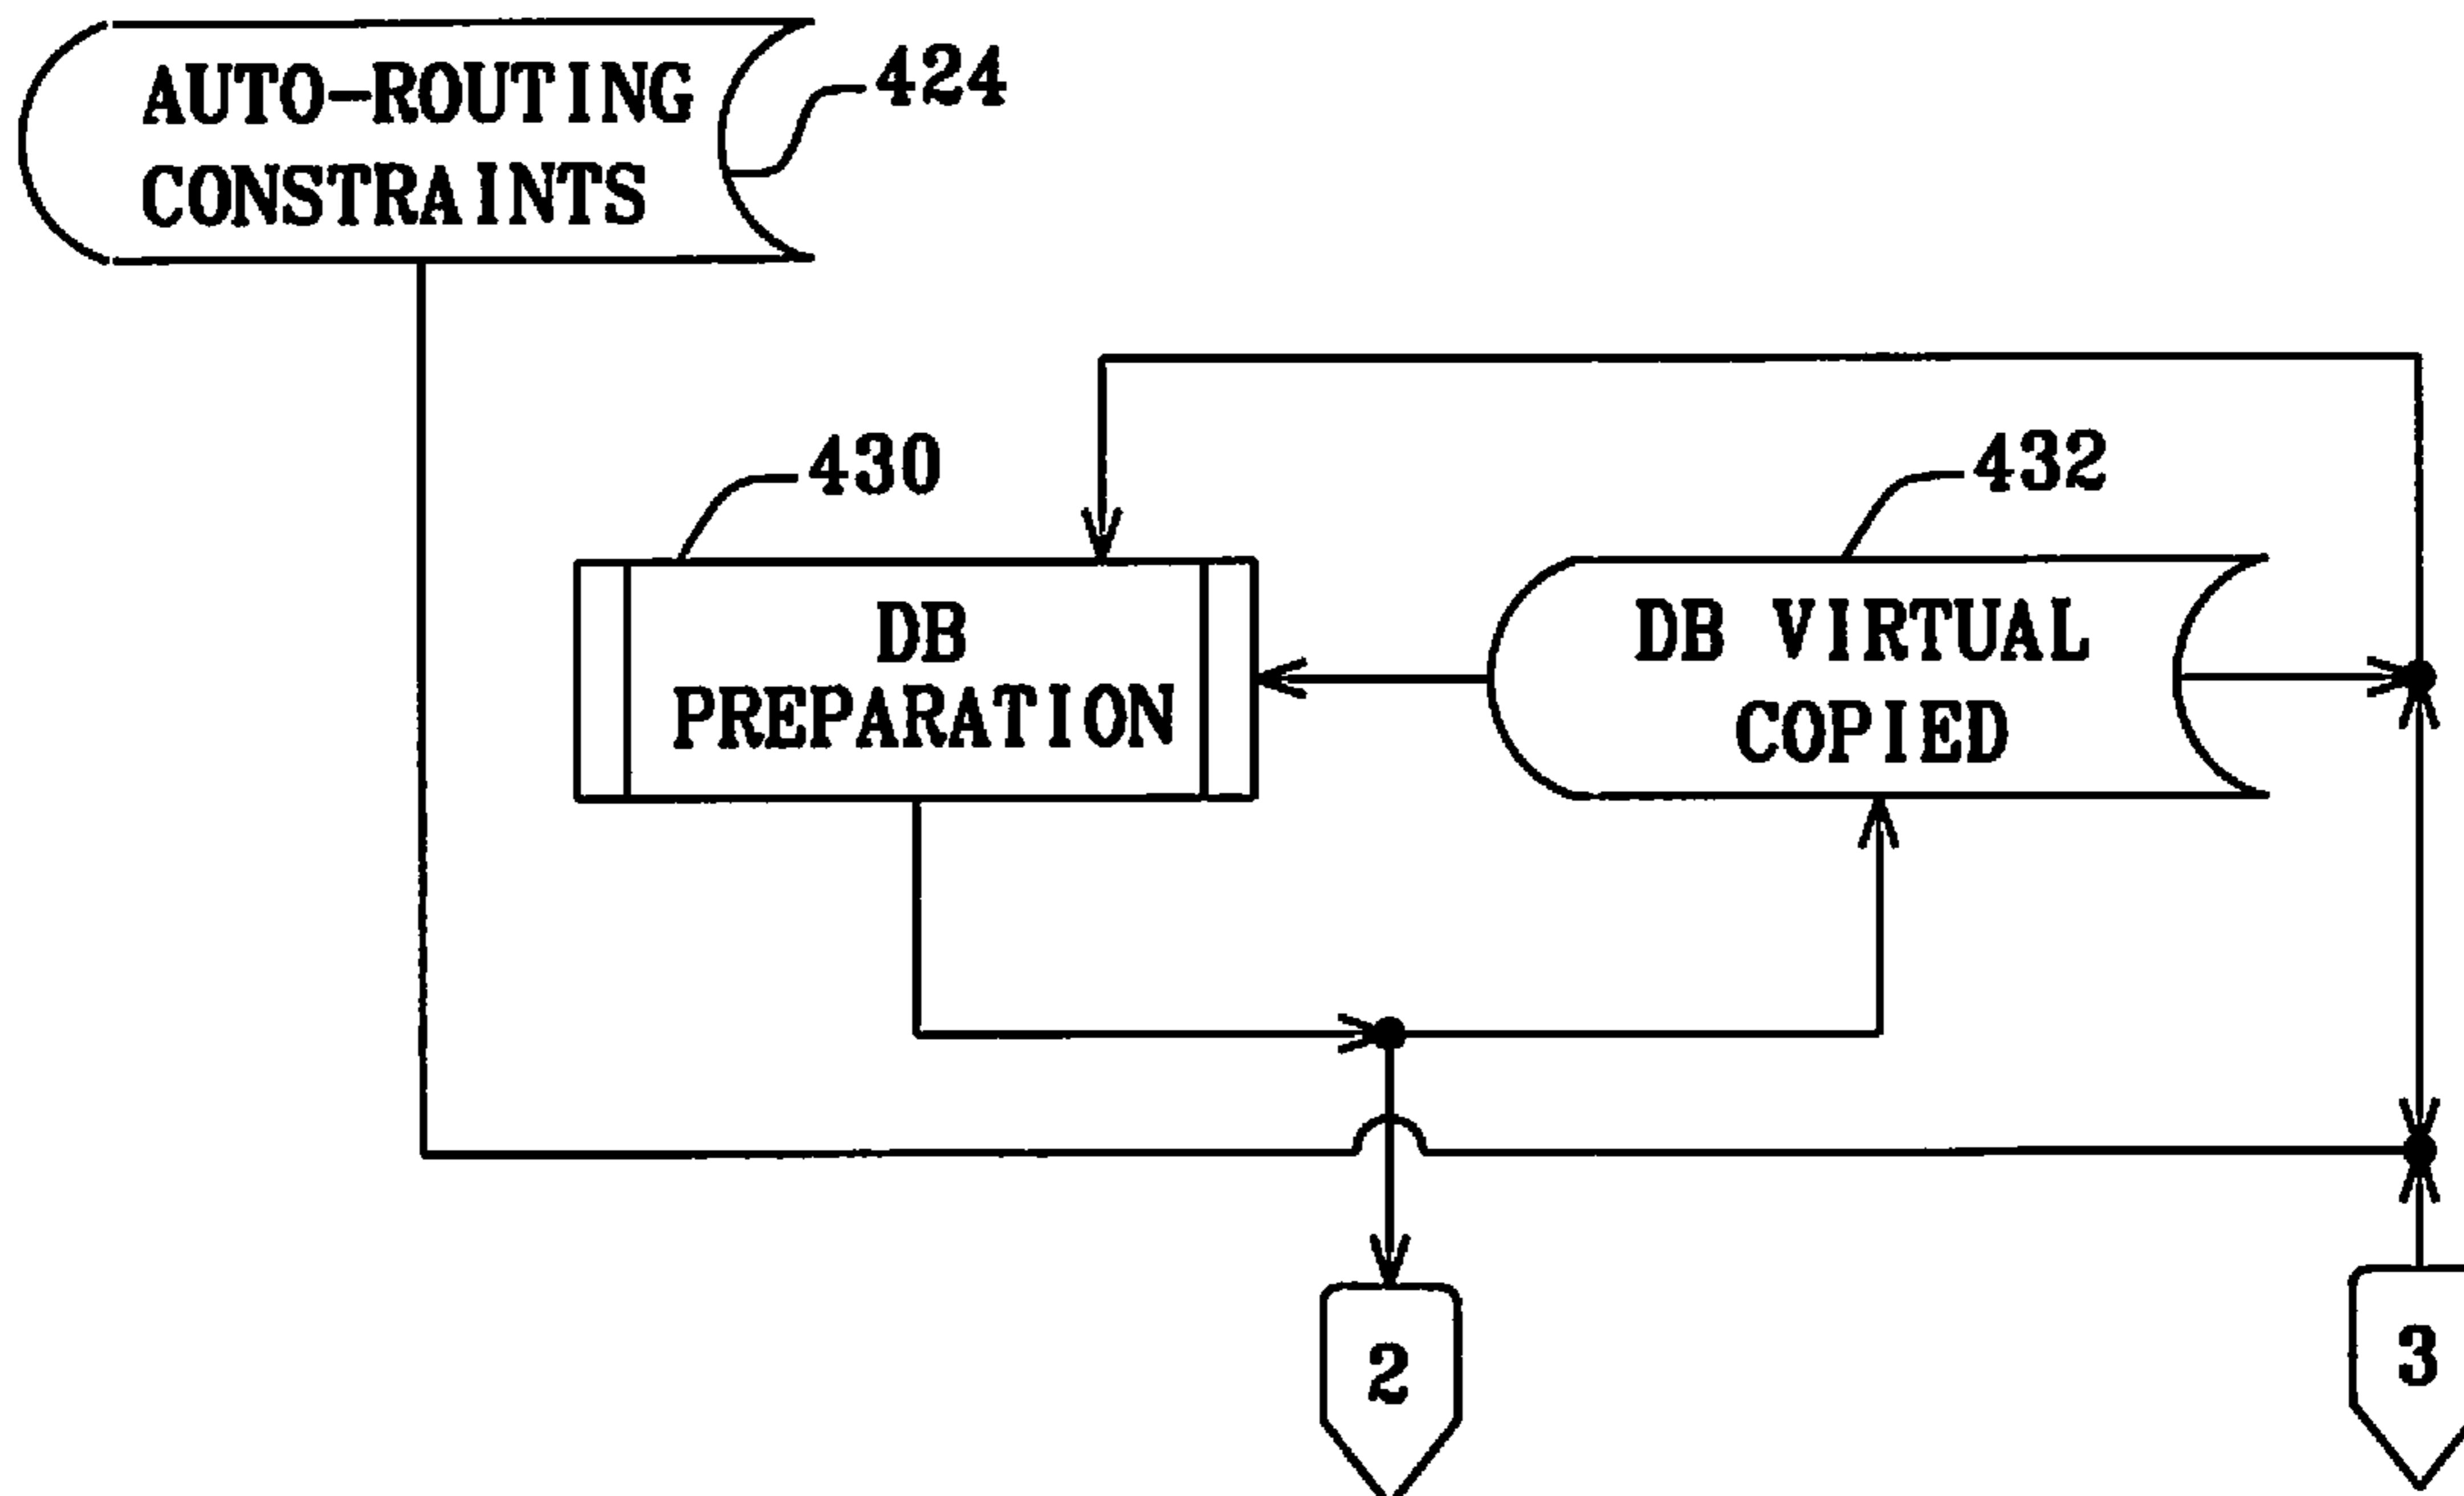 AUTO-ROUTING
CONSTRAINTS
424
430
432
DB
PREPARATION
DB VIRTUAL
COPIED
2
3